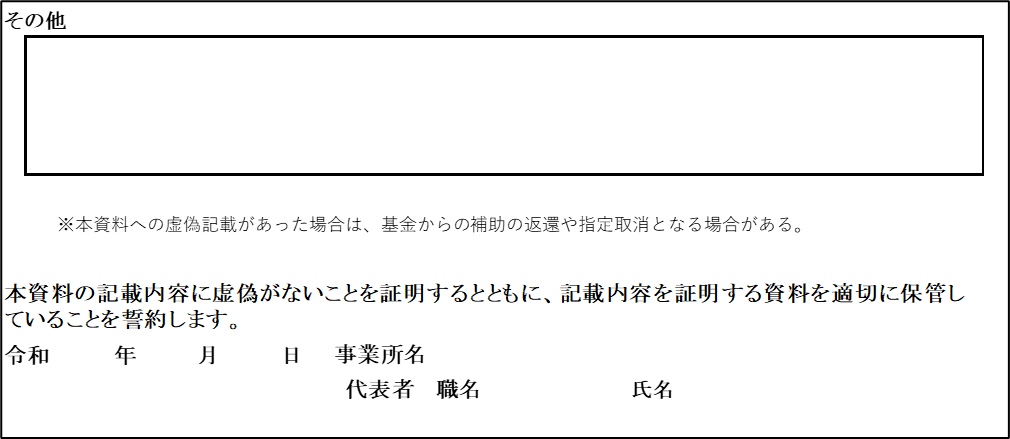 その他
※本資料への虚偽記載があった場合は、基金からの補助の返還や指定取消となる場合がある。
本資料の記載内容に虚偽がないことを証明するとともに、記載内容を証明する資料を適切に保管し
ていることを誓約します。
令和　　　年　　　月　　　日　事業所名
代表者　職名　　　　　　　氏名